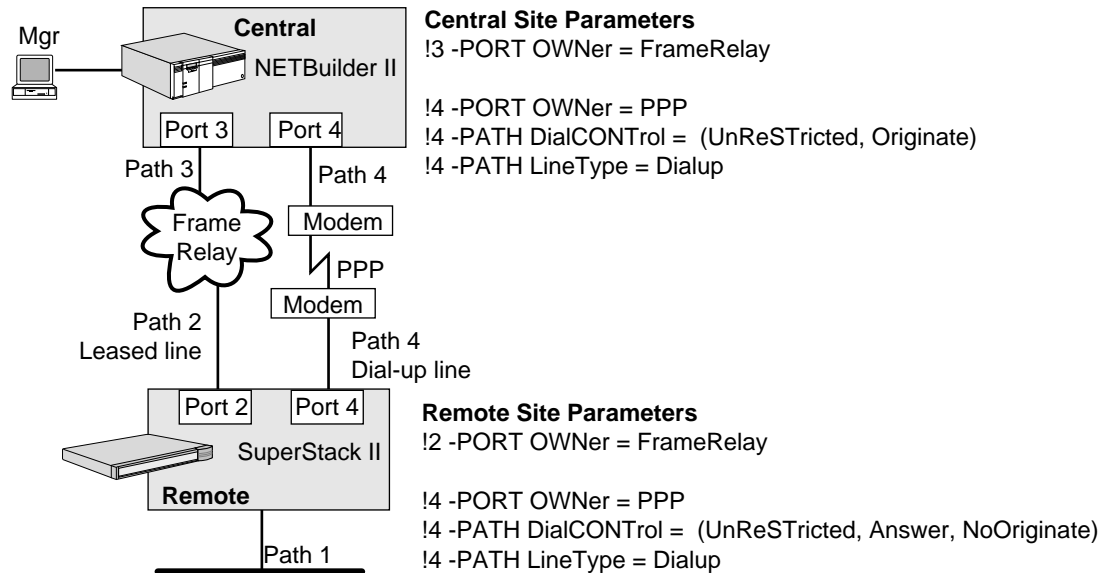 Central Site Parameters
!3 -PORT OWNer = FrameRelay
!4 -PORT OWNer = PPP
!4 -PATH DialCONTrol = (UnReSTricted, Originate)
!4 -PATH LineType = Dialup
Mgr
Central
NETBuilder II
Port 3
Port 4
Path 3
Path 4
Frame
Relay
Modem
PPP
Modem
Path 2
Leased line
Path 4
Dial-up line
Port 2
Port 4
SuperStack II
Remote
Path 1
Remote Site Parameters
!2 -PORT OWNer = FrameRelay
!4 -PORT OWNer = PPP
!4 -PATH DialCONTrol = (UnReSTricted, Answer, NoOriginate)
!4 -PATH LineType = Dialup